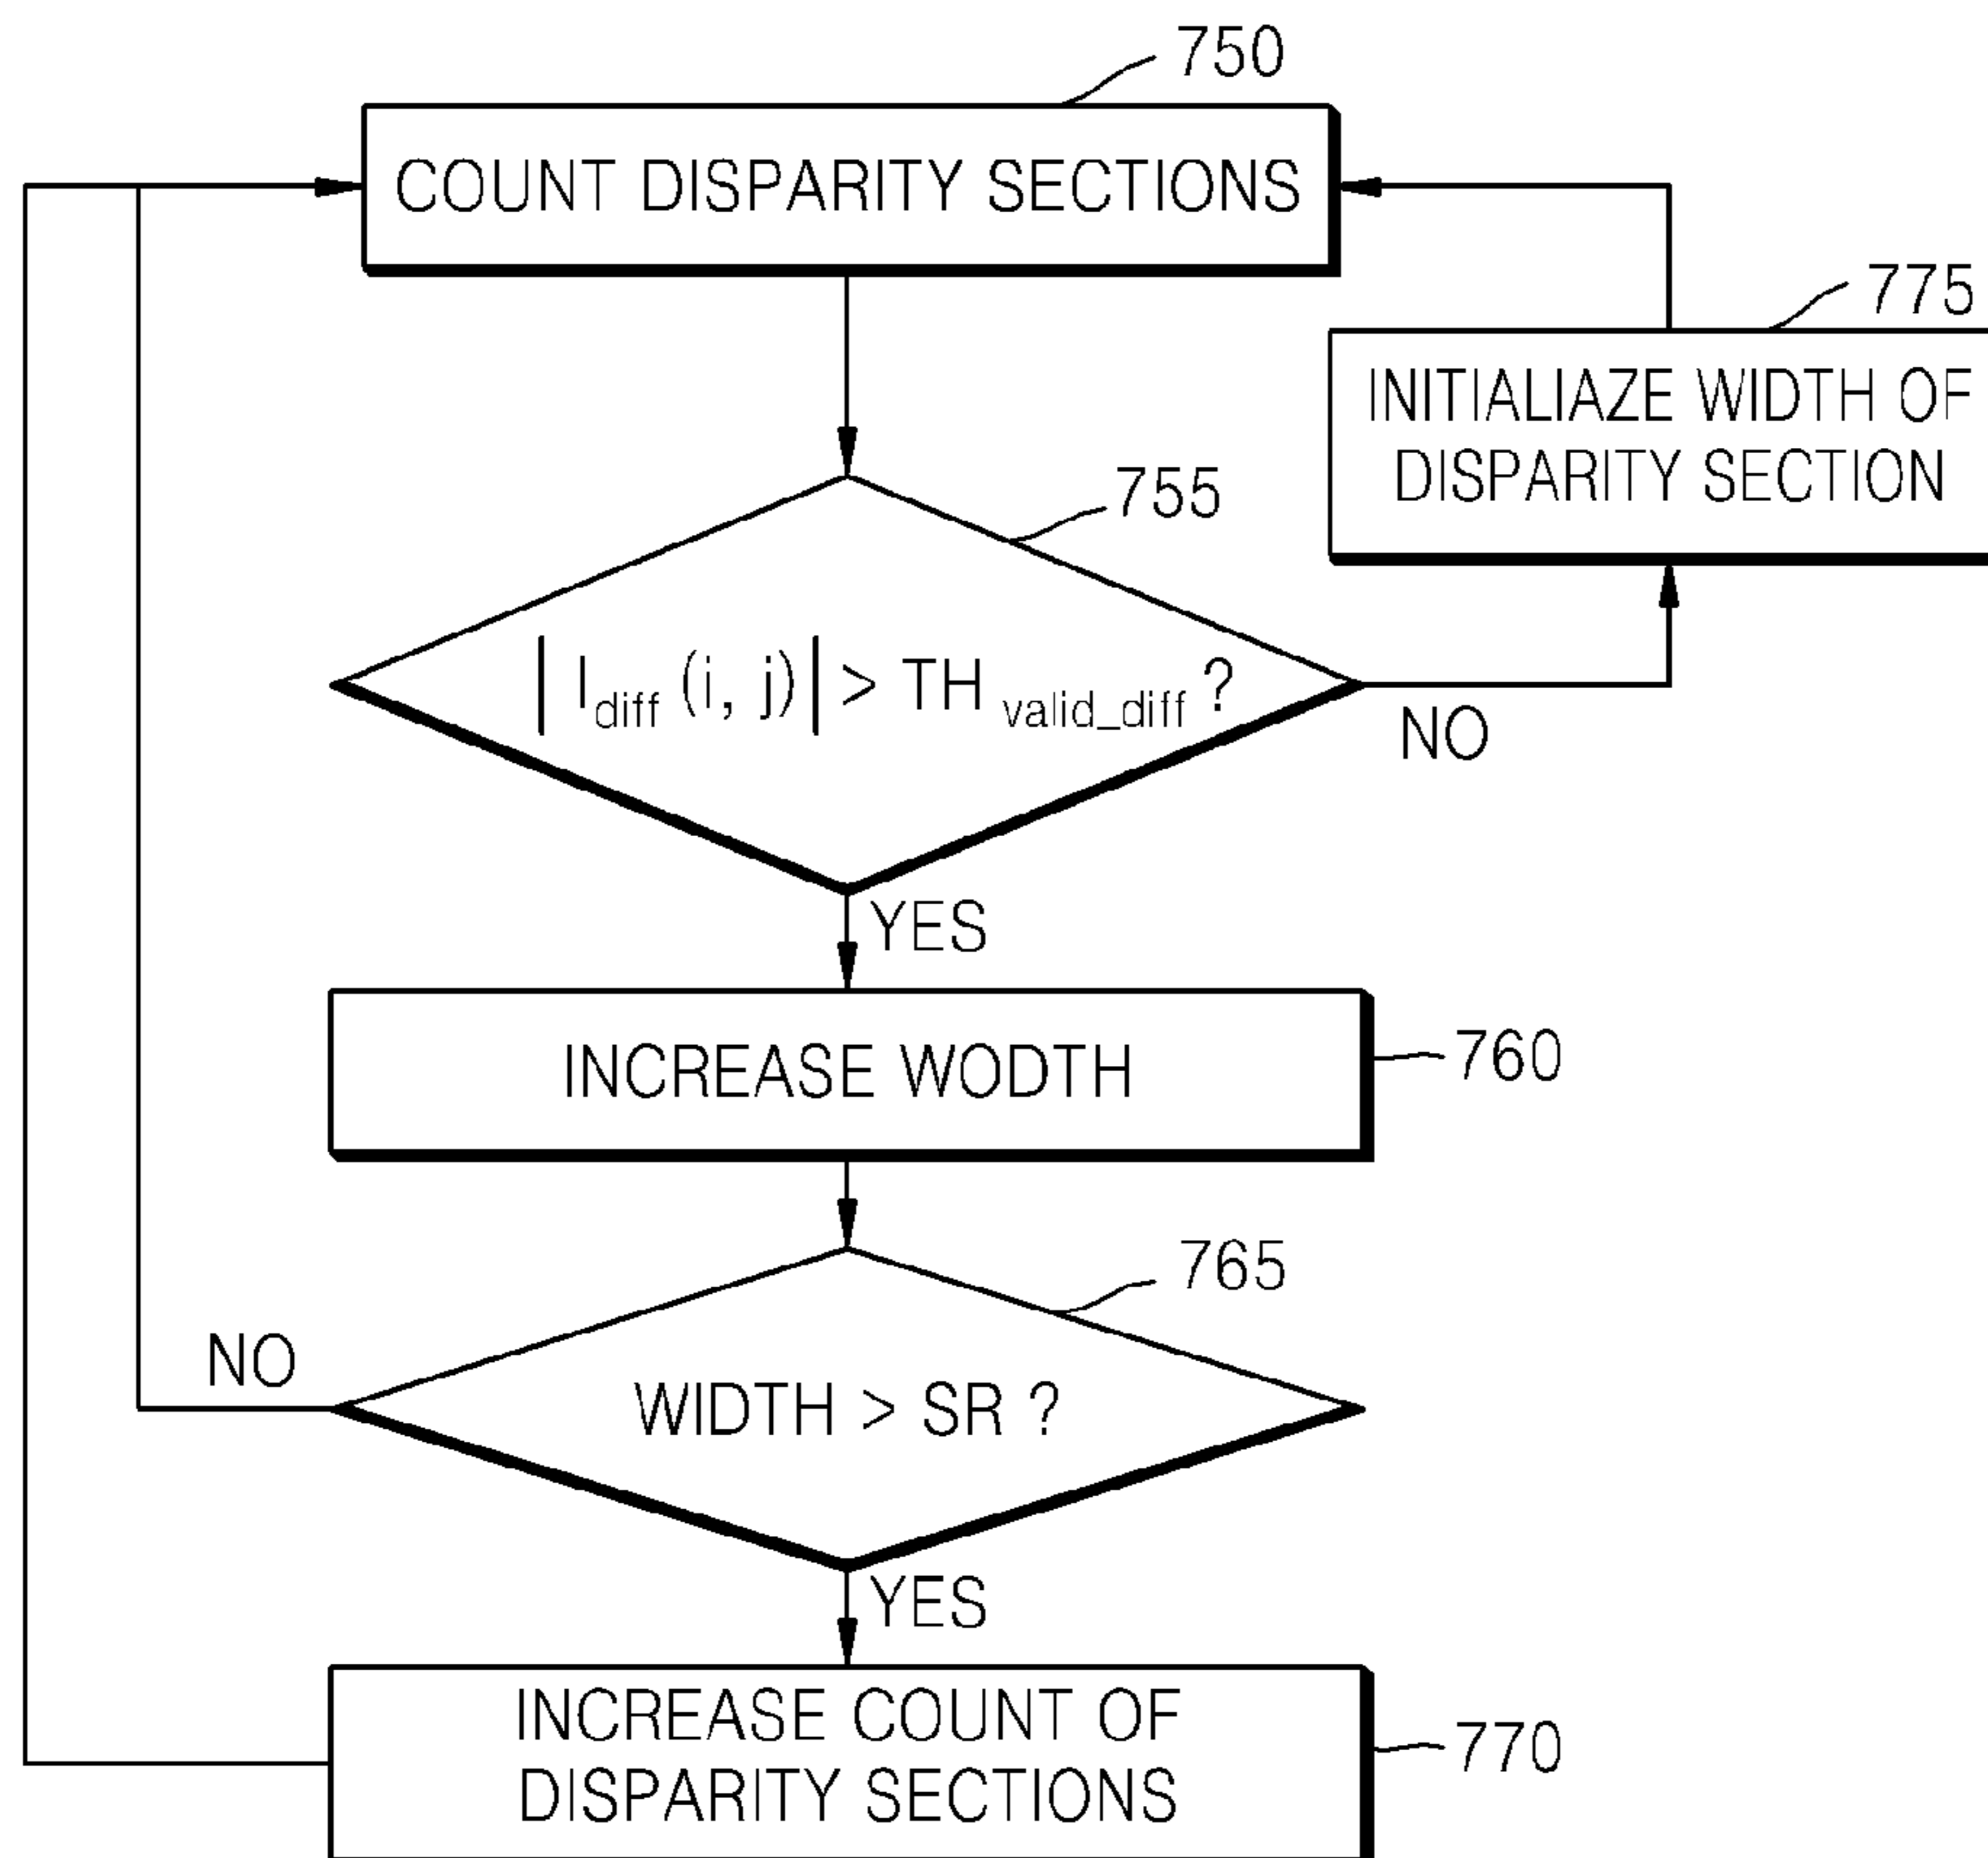 750
COUNT DISPARITY SECTIONS
775
INITIALIAZE WIDTH OF
DISPARITY SECTION
755
| I diff (i, j) | > TH valid_diff ?
NO
YES
INCREASE WODTH
760
765
NO
WIDTH > SR ?
YES
INCREASE COUNT OF
DISPARITY SECTIONS
770